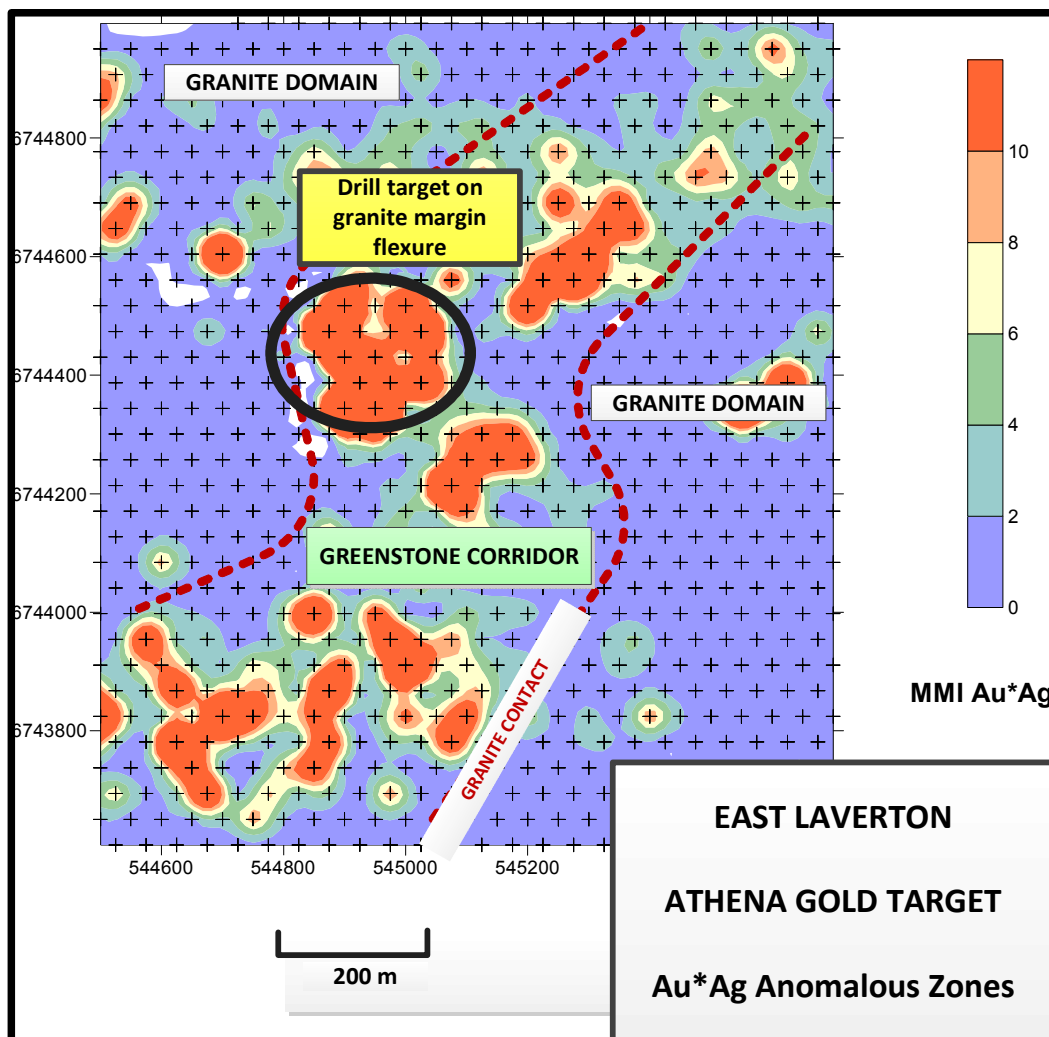 GRANITE DOMAIN
Drill target on
granite margin
flexure
GRANITE DOMAIN
GREENSTONE CORRIDOR
GRANITE CONTACT
6744800
6744600
6744400
6744200
6744000
6743800
544600
544800
545000
545200
200 m
10
8
6
4
2
0
MMI Au*Ag
EAST LAVERTON
ATHENA GOLD TARGET
Au*Ag Anomalous Zones